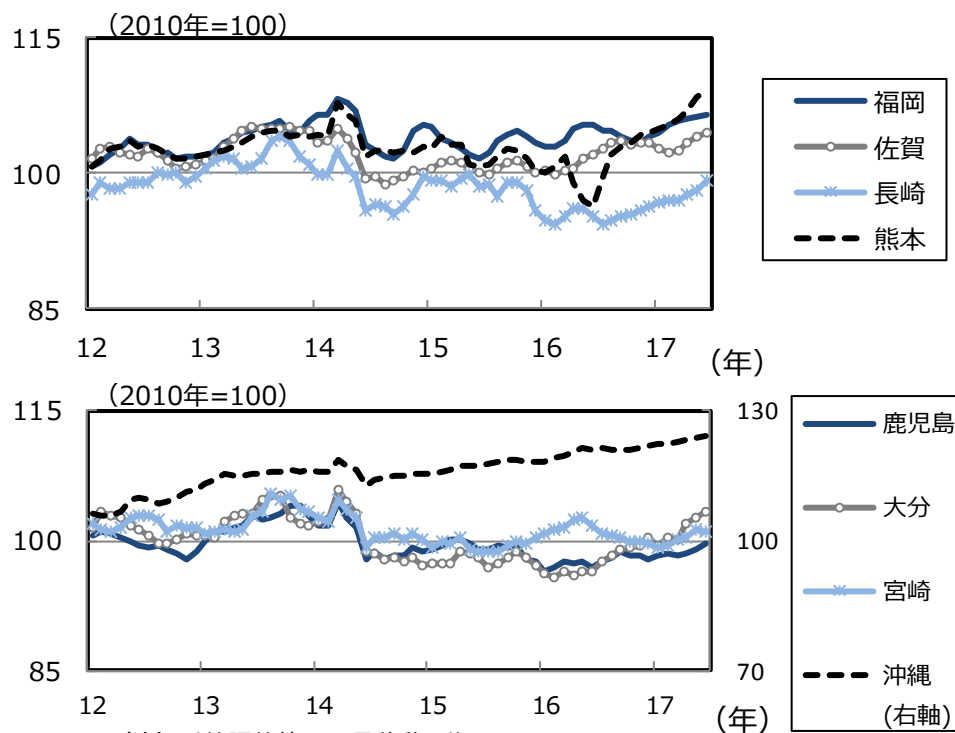 （2010年=100）
115
100
85
12 13 14 15 16 17
（年）
福岡
佐賀
長崎
熊本
（2010年=100）
115
100
85
130
100
70
12 13 14 15 16 17
（年）
鹿児島
大分
宮崎
沖縄
(右軸)